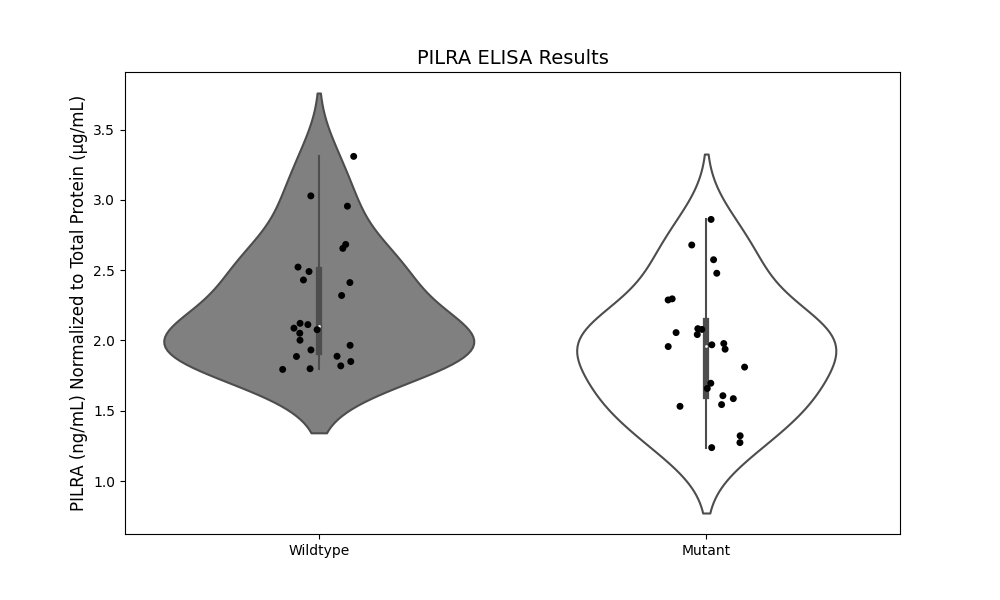 PILRA ELISA Results
PILRA (ng/mL) Normalized to Total Protein (μg/mL)
3.5
3.0
2.5
2.0
1.5
1.0
Wildtype
Mutant